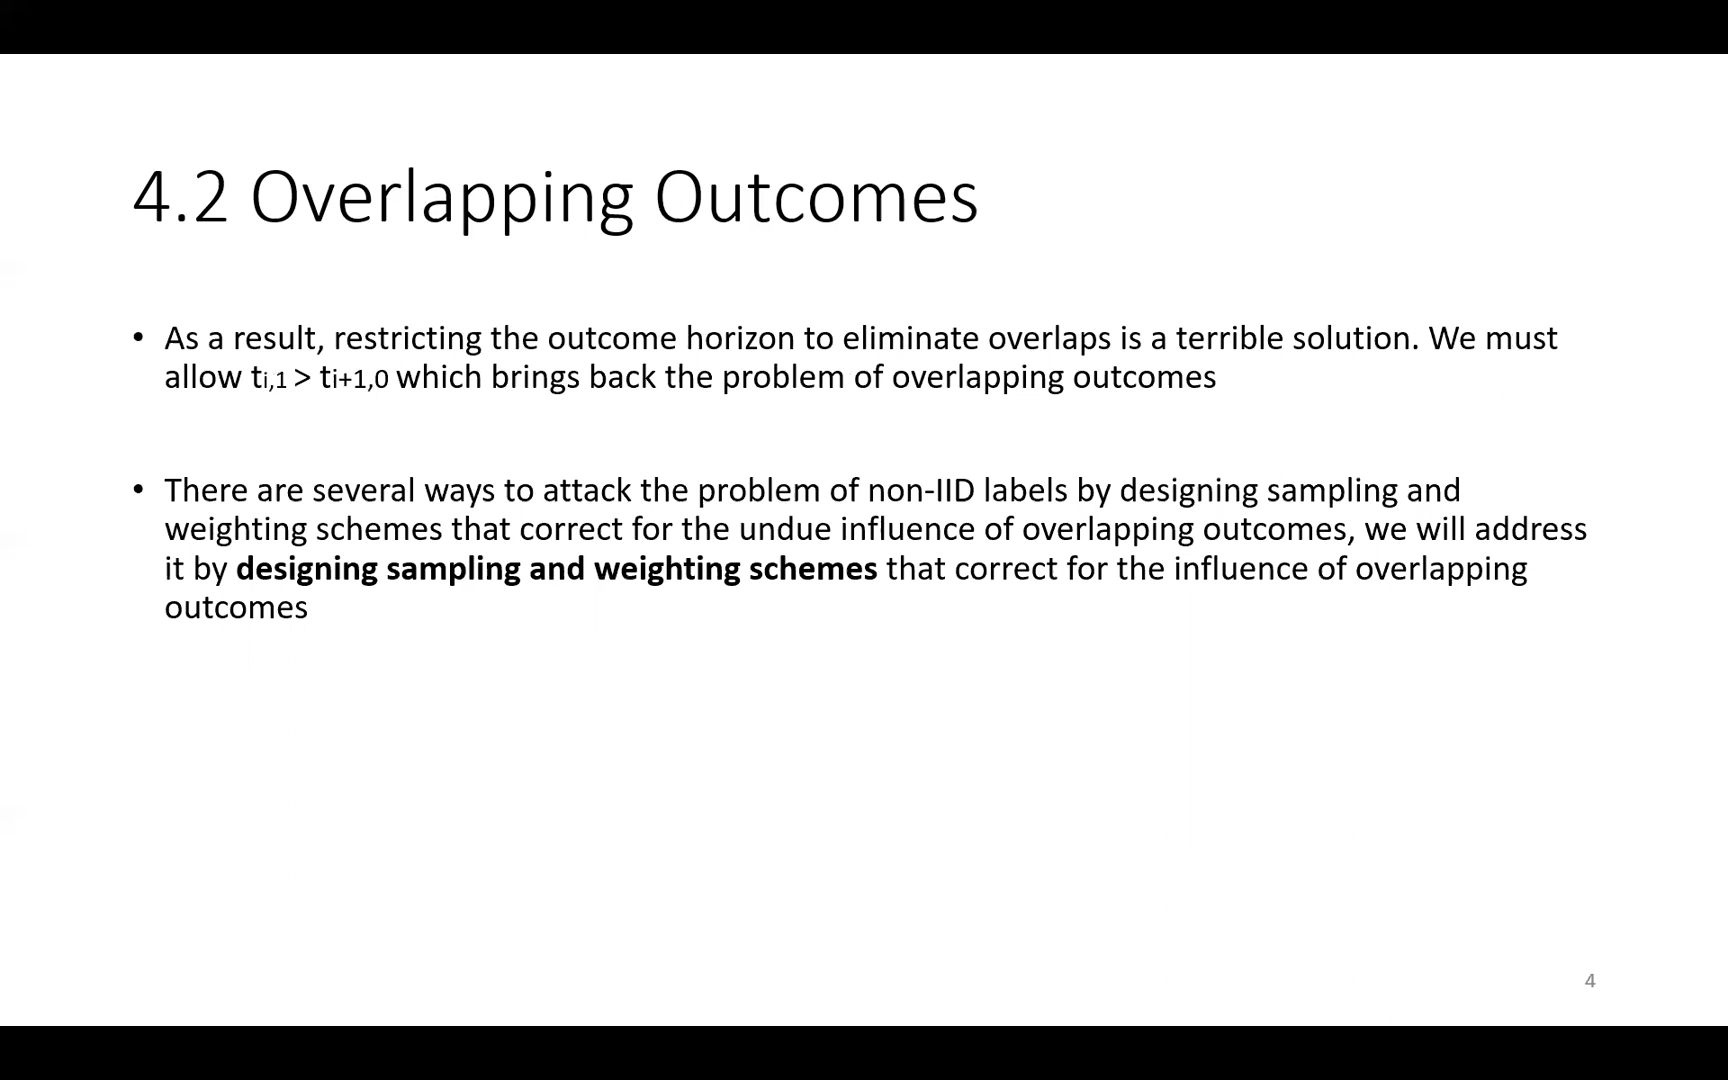 4.2 Overlapping Outcomes
• As a result, restricting the outcome horizon to eliminate overlaps is a terrible solution. We must
allow ti,1 > ti+1,0 which brings back the problem of overlapping outcomes
• There are several ways to attack the problem of non-IID labels by designing sampling and
weighting schemes that correct for the undue influence of overlapping outcomes, we will address
it by designing sampling and weighting schemes that correct for the influence of overlapping
outcomes
4